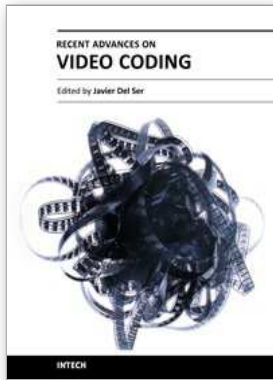 RECENT ADVANCES ON
VIDEO CODING
Edited by Javier Del Ser
INTECH